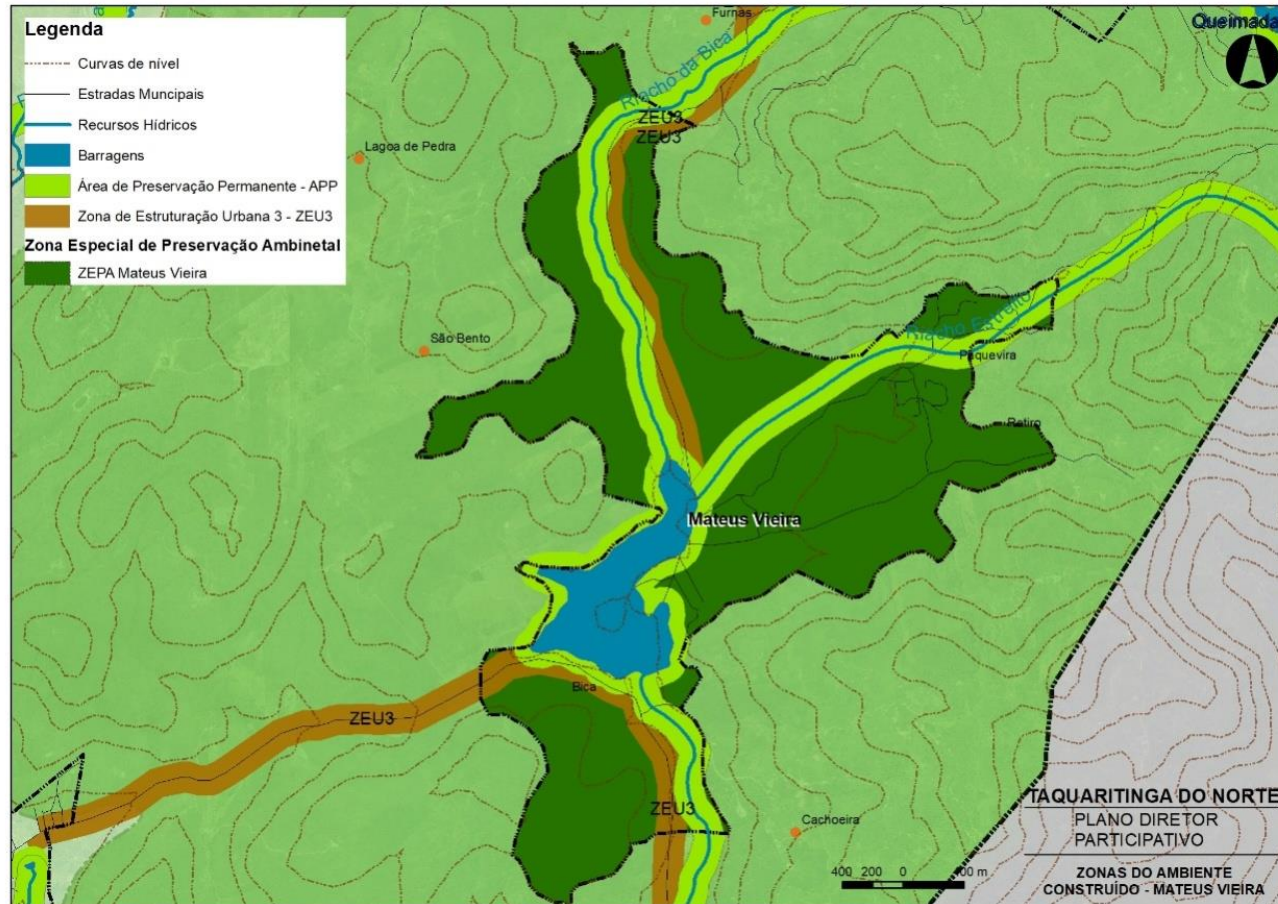 Legenda
Curvas de nível
Estradas Muncipais
Recursos Hídricos
Barragens
Área de Preservação Permanente - APP
Zona de Estruturação Urbana 3 - ZEU3
Zona Especial de Preservação Ambinetal
ZEPA Mateus Vieira
Furnas
Queimada
Riacho da Bica
ZEU3
ZEU3
Lagoa de Pedra
São Bento
Riacho Estreito
Paquevira
Retiro
Mateus Vieira
Bica
ZEU3
ZEU3
Cachoeira
400 200 0 400 m
TAQUARITINGA DO NORTE
PLANO DIRETOR
PARTICIPATIVO
ZONAS DO AMBIENTE
CONSTRUÍDO - MATEUS VIEIRA